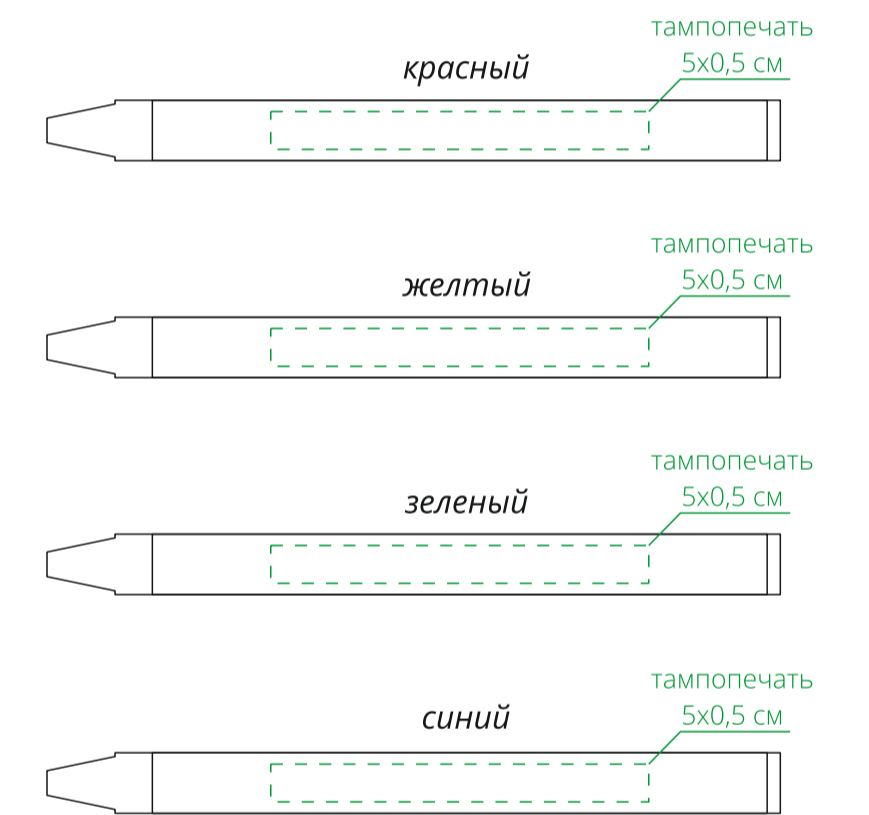 тампопечать
5х0,5 см
красный
тампопечать
5х0,5 см
желтый
тампопечать
5х0,5 см
зеленый
тампопечать
5х0,5 см
синий